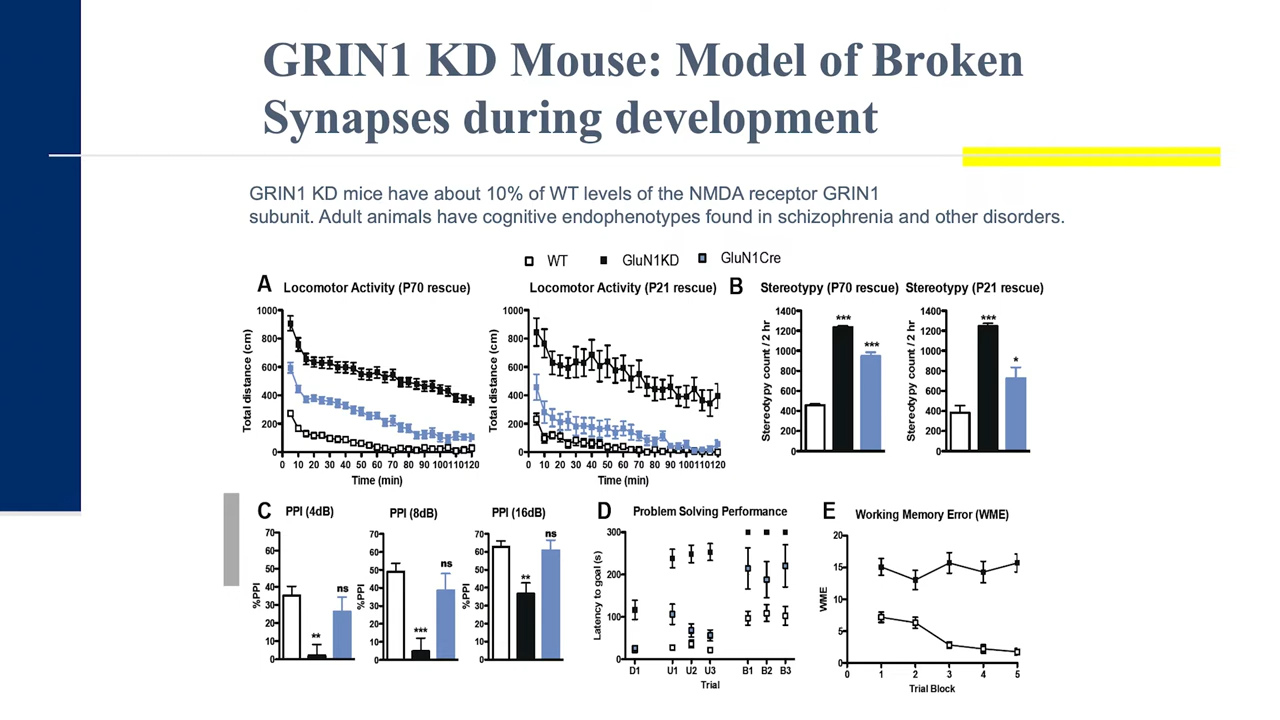 GRIN1 KD Mouse: Model of Broken
Synapses during development
GRIN1 KD mice have about 10% of WT levels of the NMDA receptor GRIN1
subunit. Adult animals have cognitive endophenotypes found in schizophrenia and other disorders.
WT GluN1KD GluN1Cre
A Locomotor Activity (P70 rescue)
1000
800
600
400
200
0
Total distance (cm)
0 10 20 30 40 50 60 70 80 90 100 110 120
Time (min)
Locomotor Activity (P21 rescue)
1000
800
600
400
200
0
Total distance (cm)
0 10 20 30 40 50 60 70 80 90 100 110 120
Time (min)
B Stereotypy (P70 rescue)
1400
1200
1000
800
600
400
200
0
Stereotypy count / 2 hr
***
***
Stereotypy (P21 rescue)
1400
1200
1000
800
600
400
200
0
Stereotypy count / 2 hr
***
*
C PPI (4dB)
70
60
50
40
30
20
10
0
%PPI
**
ns
PPI (8dB)
70
60
50
40
30
20
10
0
%PPI
***
ns
PPI (16dB)
70
60
50
40
30
20
10
0
%PPI
**
ns
D Problem Solving Performance
300
200
100
0
Latency to goal (s)
D1 U1 U2 U3 B1 B2 B3
Trial
E Working Memory Error (WME)
20
15
10
5
0
WME
0 1 2 3 4 5
Trial Block